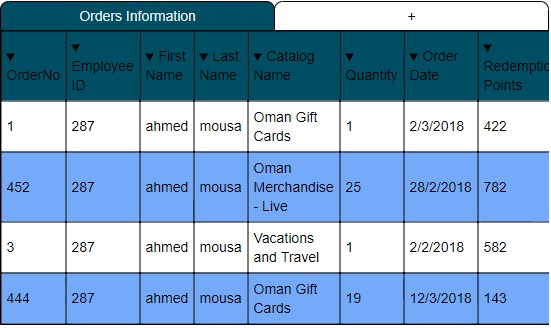 Orders Information +
▼ OrderNo ▼ Employee ID ▼ First Name ▼ Last Name ▼ Catalog Name ▼ Quantity ▼ Order Date ▼ Redemptio Points
1 287 ahmed mousa Oman Gift Cards 1 2/3/2018 422
452 287 ahmed mousa Oman Merchandise - Live 25 28/2/2018 782
3 287 ahmed mousa Vacations and Travel 1 2/2/2018 582
444 287 ahmed mousa Oman Gift Cards 19 12/3/2018 143